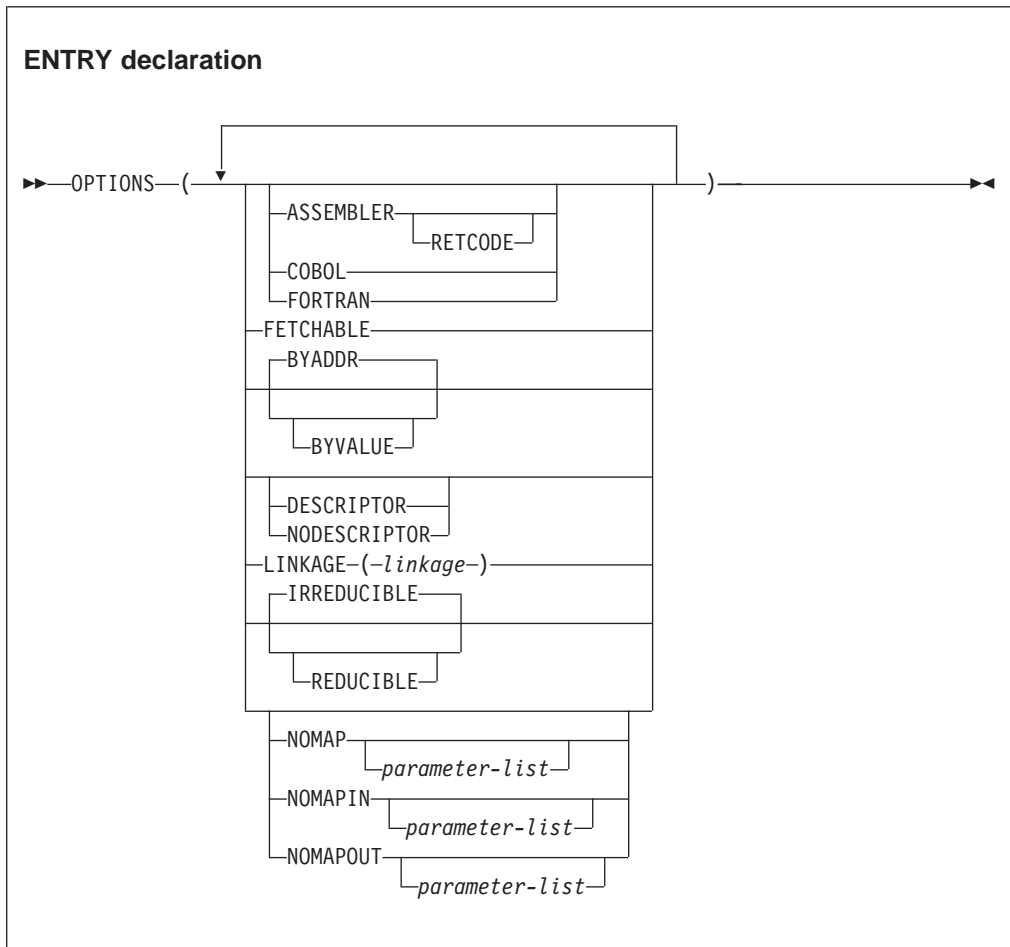 ENTRY declaration
OPTIONS ( )
ASSEMBLER
RETCODE
COBOL
FORTRAN
FETCHABLE
BYADDR
BYVALUE
DESCRIPTOR
NODESCRIPTOR
LINKAGE (linkage)
IRREDUCIBLE
REDUCIBLE
NOMAP
parameter-list
NOMAPIN
parameter-list
NOMAPOUT
parameter-list